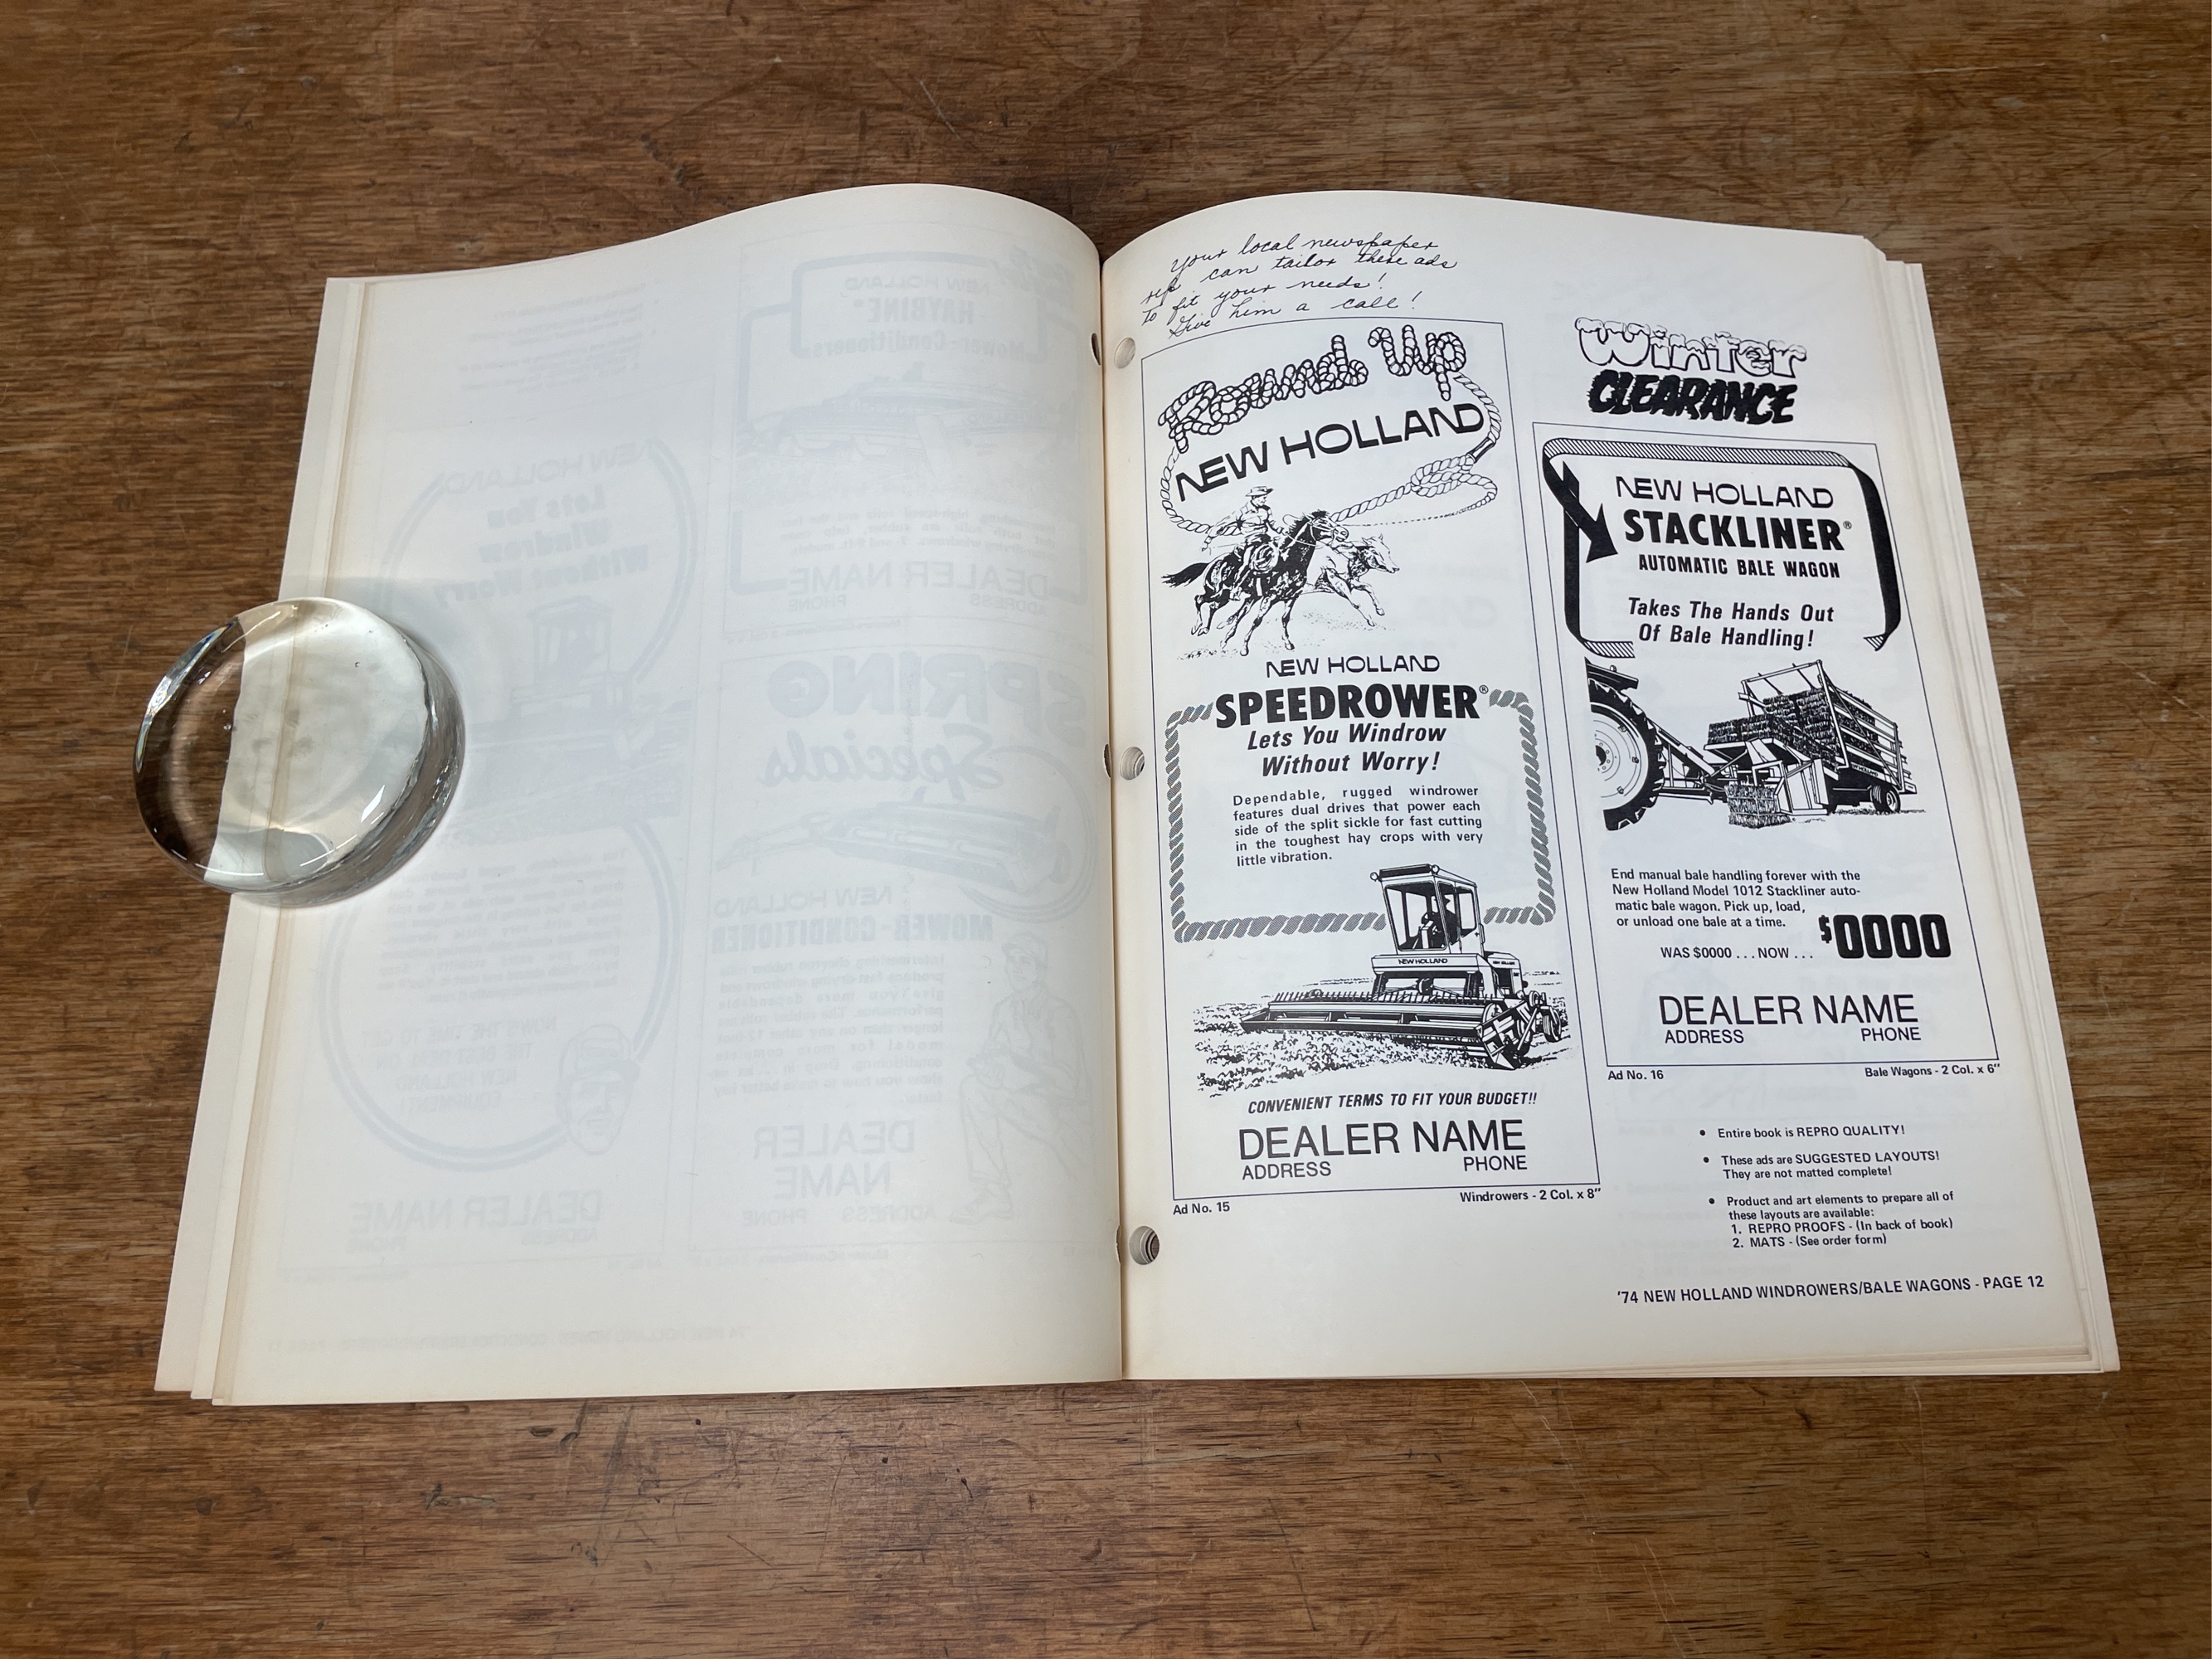 Your local newspaper
rep can tailor these ads
to fit your needs!
Give him a call!
Round Up
NEW HOLLAND
NEW HOLLAND
SPEEDROWER®
Lets You Windrow
Without Worry!
Dependable, rugged windrower
features dual drives that power each
side of the split sickle for fast cutting
in the toughest hay crops with very
little vibration.
NEW HOLLAND
CONVENIENT TERMS TO FIT YOUR BUDGET!!
DEALER NAME
ADDRESS PHONE
Ad No. 15 Windrowers - 2 Col. x 8"
Winter
CLEARANCE
NEW HOLLAND
STACKLINER®
AUTOMATIC BALE WAGON
Takes The Hands Out
Of Bale Handling!
End manual bale handling forever with the
New Holland Model 1012 Stackliner auto-
matic bale wagon. Pick up, load,
or unload one bale at a time.
WAS $0000 . . . NOW . . . $0000
DEALER NAME
ADDRESS PHONE
Ad No. 16 Bale Wagons - 2 Col. x 6"
• Entire book is REPRO QUALITY!
• These ads are SUGGESTED LAYOUTS!
They are not matted complete!
• Product and art elements to prepare all of
these layouts are available:
1. REPRO PROOFS - (In back of book)
2. MATS - (See order form)
'74 NEW HOLLAND WINDROWERS/BALE WAGONS - PAGE 12